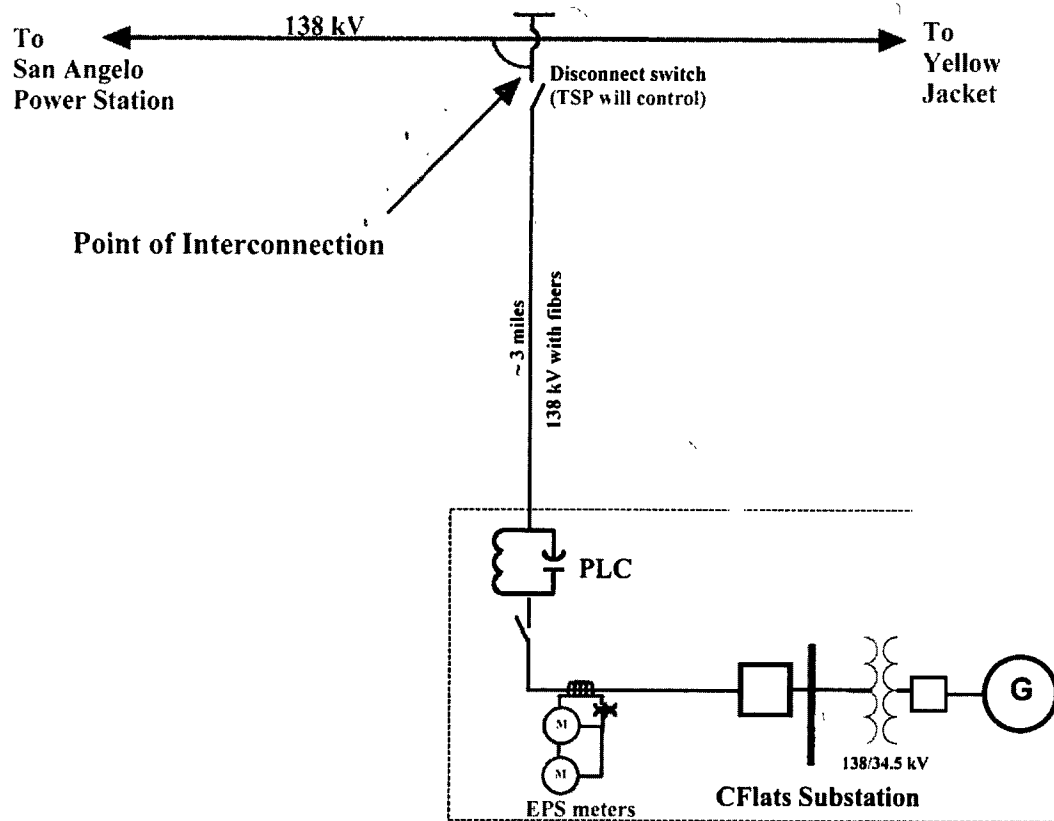 138 kV
To
San Angelo
Power Station
To
Yellow
Jacket
Disconnect switch
(TSP will control)
Point of Interconnection
~ 3 miles
138 kV with fibers
PLC
G
M
M
138/34.5 kV
EPS meters
CFlats Substation